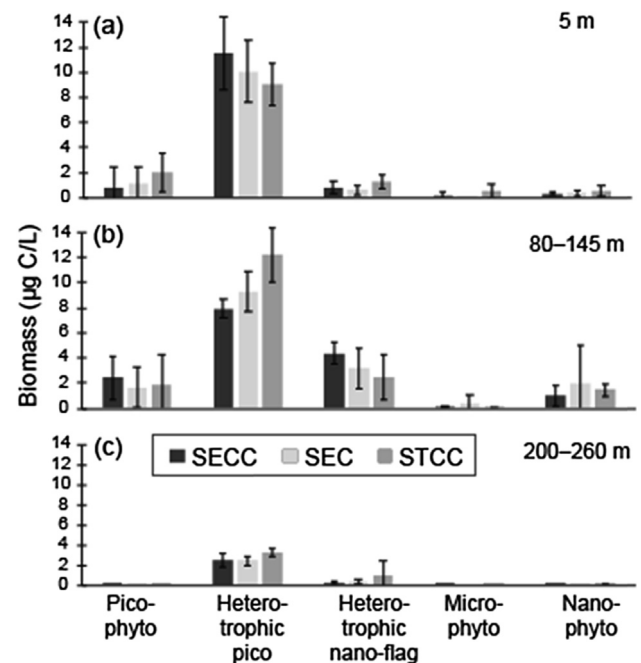 (a) 5 m
14
12
10
8
6
4
2
0
(b) 80–145 m
14
12
10
8
6
4
2
0
Biomass (µg C/L)
(c) 200–260 m
14
12
10
8
6
4
2
0
SECC SEC STCC
Pico-
phyto
Hetero-
trophic
pico
Hetero-
trophic
nano-flag
Micro-
phyto
Nano-
phyto